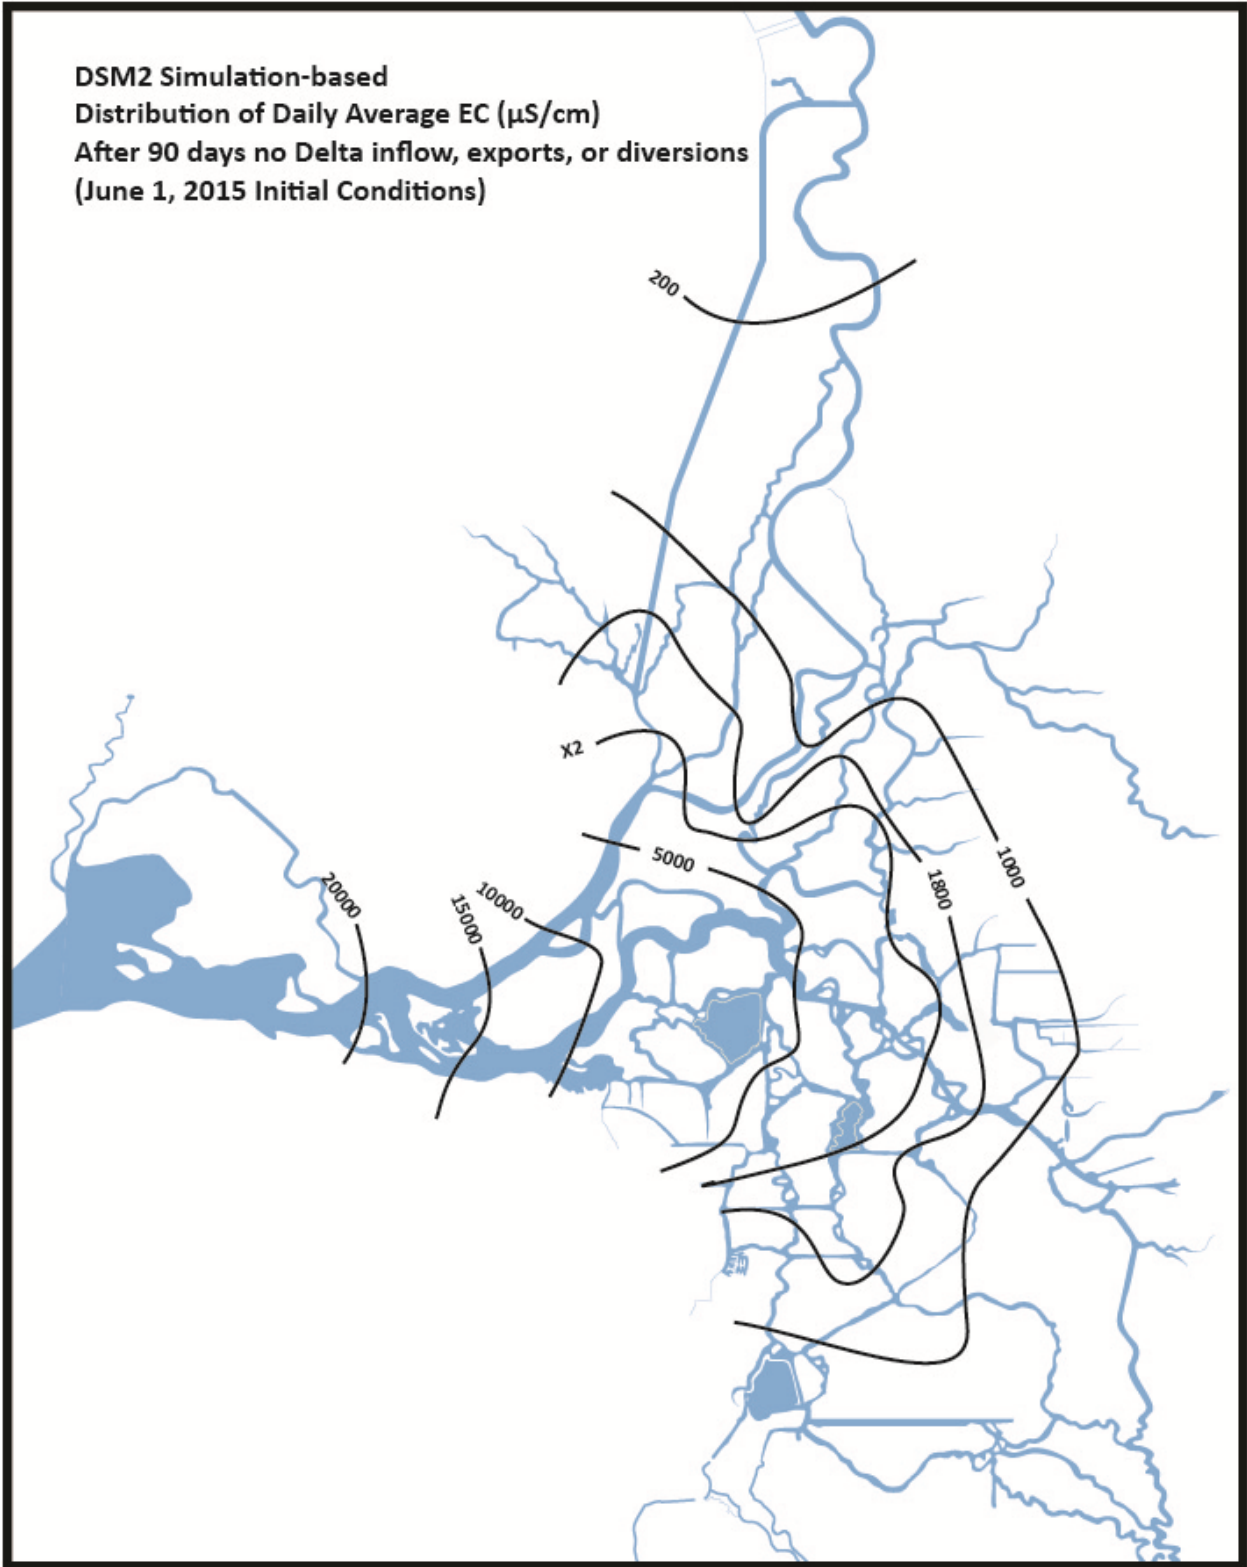 DSM2 Simulation-based
Distribution of Daily Average EC (µS/cm)
After 90 days no Delta inflow, exports, or diversions
(June 1, 2015 Initial Conditions)
200
X2
5000
1000
1800
20000
15000
10000